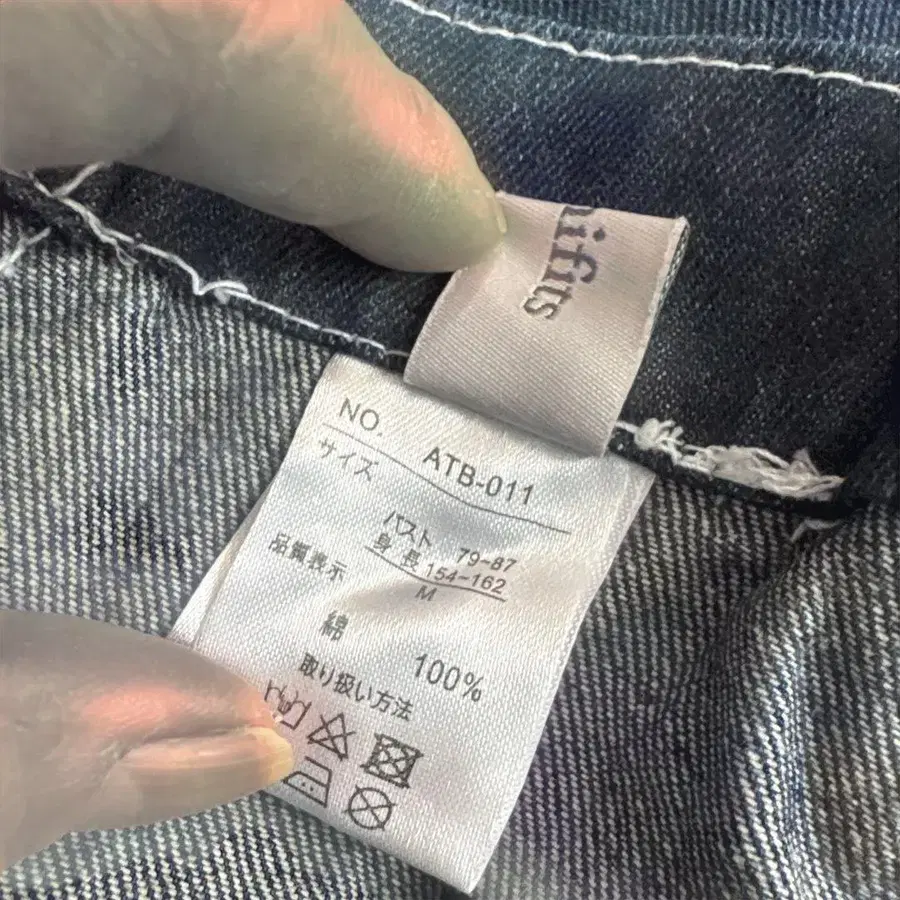 nifits
NO. ATB-011
サイズ
バスト 79-87
身長 154-162
M
品質表示
綿 100%
取り扱い方法